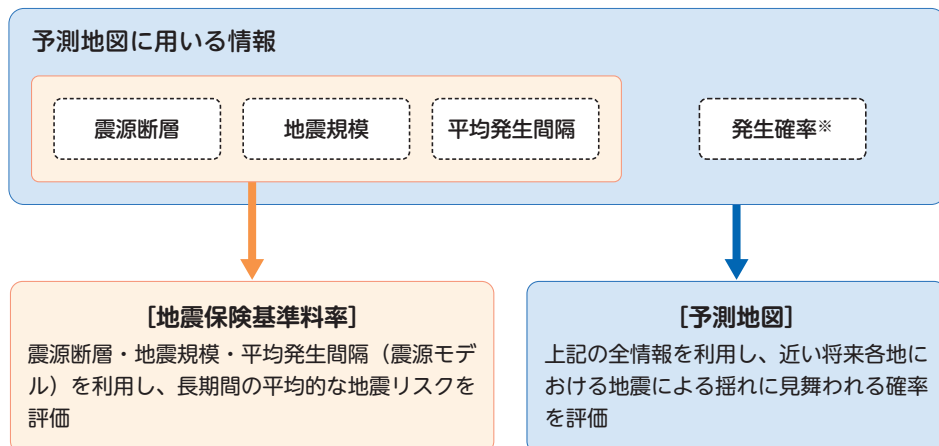 予測地図に用いる情報
震源断層
地震規模
平均発生間隔
発生確率※
[地震保険基準料率]
震源断層・地震規模・平均発生間隔（震源モデ
ル）を利用し、長期間の平均的な地震リスクを
評価
[予測地図]
上記の全情報を利用し、近い将来各地に
おける地震による揺れに見舞われる確率
を評価